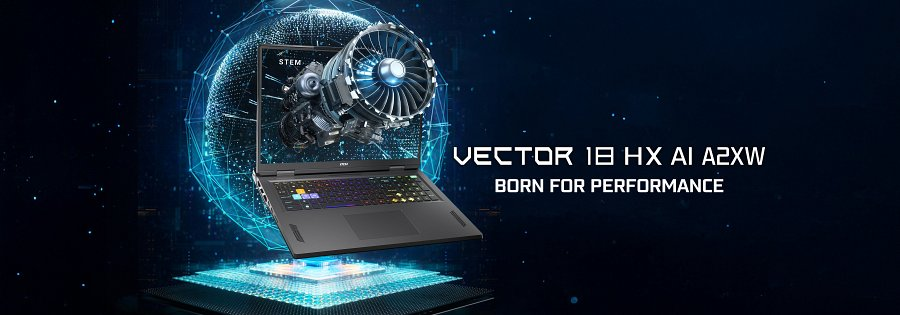 STEM
VECTOR 18 HX AI A2XW
BORN FOR PERFORMANCE